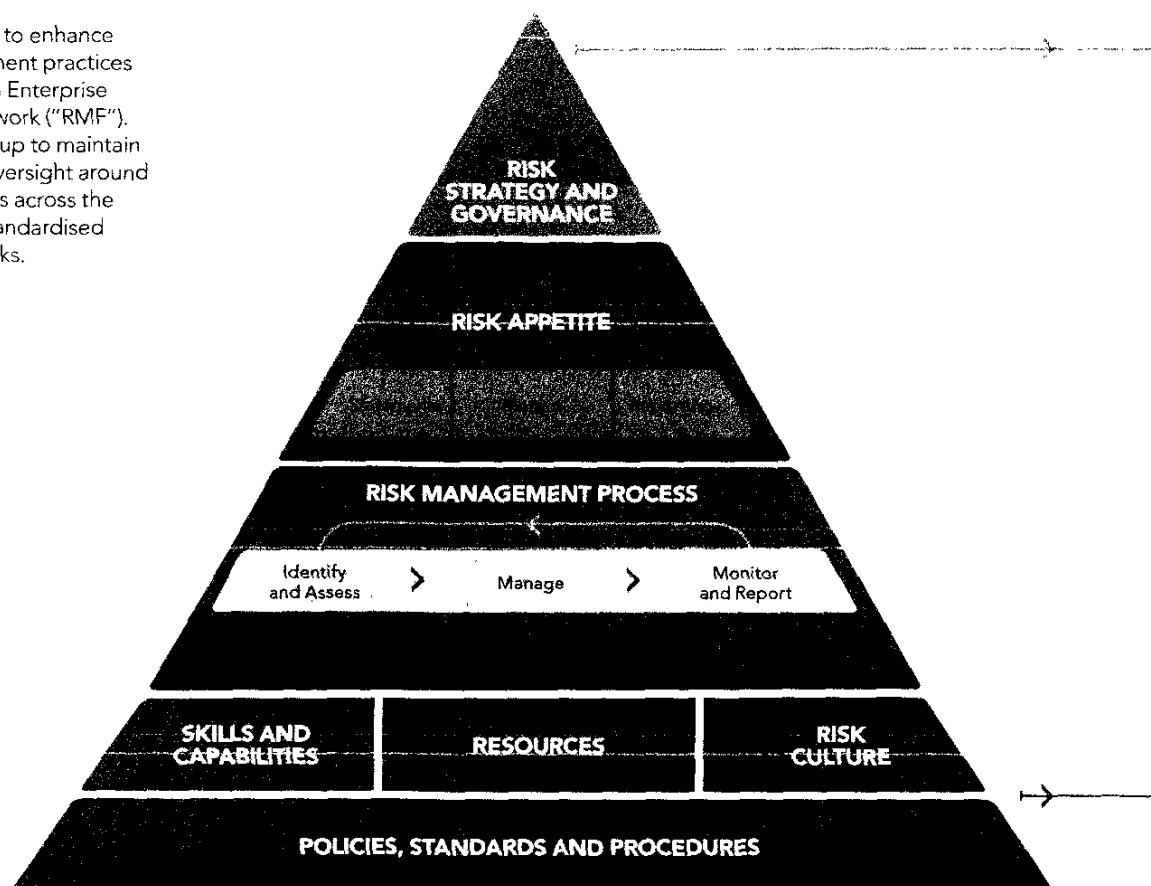 to enhance
ment practices
Enterprise
work ("RMF").
up to maintain
versight around
s across the
andardised
ks.
RISK
STRATEGY AND
GOVERNANCE
RISK APPETITE
RISK MANAGEMENT PROCESS
Identify
and Assess
Manage
Monitor
and Report
SKILLS AND
CAPABILITIES
RESOURCES
RISK
CULTURE
POLICIES, STANDARDS AND PROCEDURES